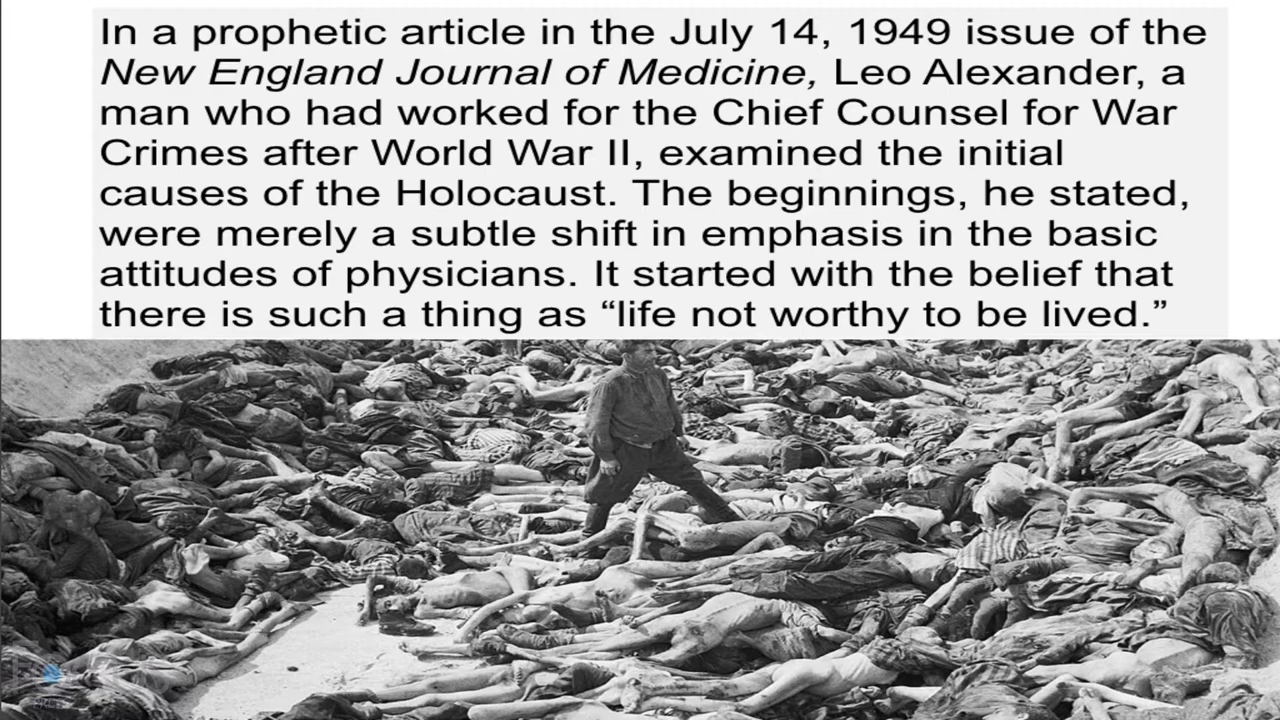 In a prophetic article in the July 14, 1949 issue of the
New England Journal of Medicine, Leo Alexander, a
man who had worked for the Chief Counsel for War
Crimes after World War II, examined the initial
causes of the Holocaust. The beginnings, he stated,
were merely a subtle shift in emphasis in the basic
attitudes of physicians. It started with the belief that
there is such a thing as “life not worthy to be lived.”